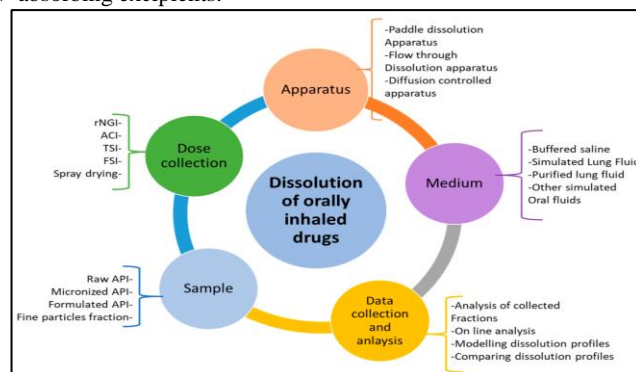 absorbing excipients.
-Paddle dissolution
Apparatus
-Flow through
Dissolution apparatus
-Diffusion controlled
apparatus
Apparatus
rNGI-
ACI-
TSI-
FSI-
Spray drying-
Dose
collection
Dissolution
of orally
inhaled
drugs
Medium
-Buffered saline
-Simulated Lung Fluid
-Purified lung fluid
-Other simulated
Oral fluids
Raw API-
Micronized API-
Formulated API-
Fine particles fraction-
Sample
Data
collection
and
anlaysis
-Analysis of collected
Fractions
-On line analysis
-Modelling dissolution profiles
-Comparing dissolution profiles